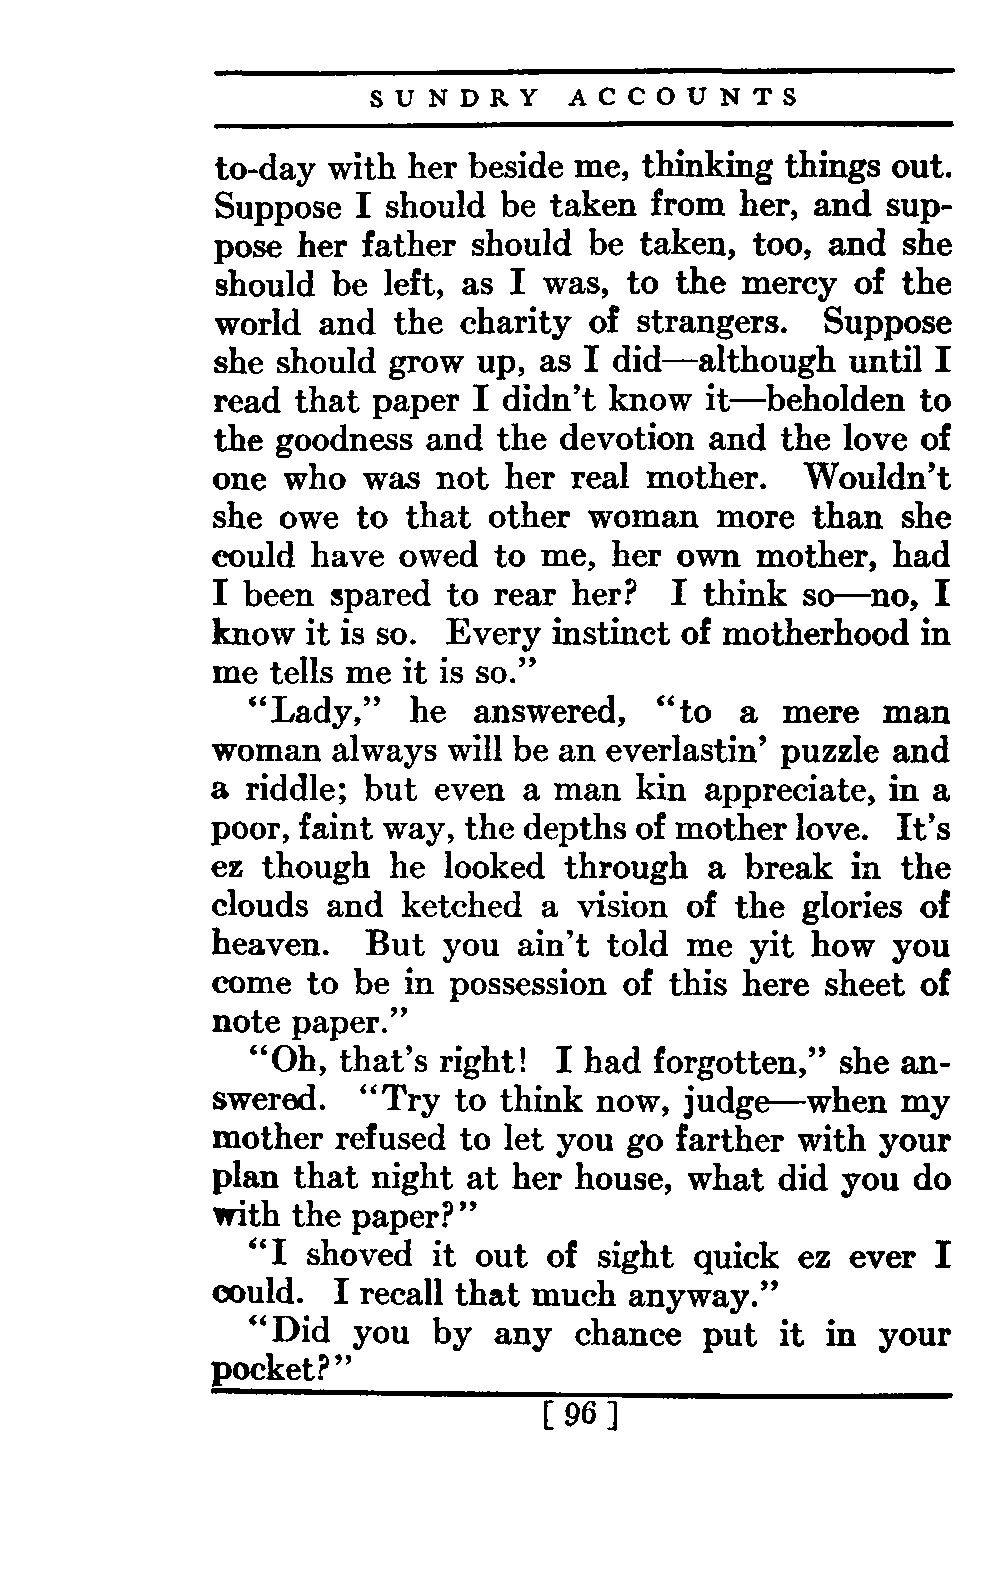 SUNDRY ACCOUNTS
to-day with her beside me, thinking things out.
Suppose I should be taken from her, and sup-
pose her father should be taken, too, and she
should be left, as I was, to the mercy of the
world and the charity of strangers. Suppose
she should grow up, as I did—although until I
read that paper I didn't know it—beholden to
the goodness and the devotion and the love of
one who was not her real mother. Wouldn't
she owe to that other woman more than she
could have owed to me, her own mother, had
I been spared to rear her? I think so—no, I
know it is so. Every instinct of motherhood in
me tells me it is so."
"Lady," he answered, "to a mere man
woman always will be an everlastin' puzzle and
a riddle; but even a man kin appreciate, in a
poor, faint way, the depths of mother love. It's
ez though he looked through a break in the
clouds and ketched a vision of the glories of
heaven. But you ain't told me yit how you
come to be in possession of this here sheet of
note paper."
"Oh, that's right! I had forgotten," she an-
swered. "Try to think now, judge—when my
mother refused to let you go farther with your
plan that night at her house, what did you do
with the paper?"
"I shoved it out of sight quick ez ever I
could. I recall that much anyway."
"Did you by any chance put it in your
pocket?"
[ 96 ]